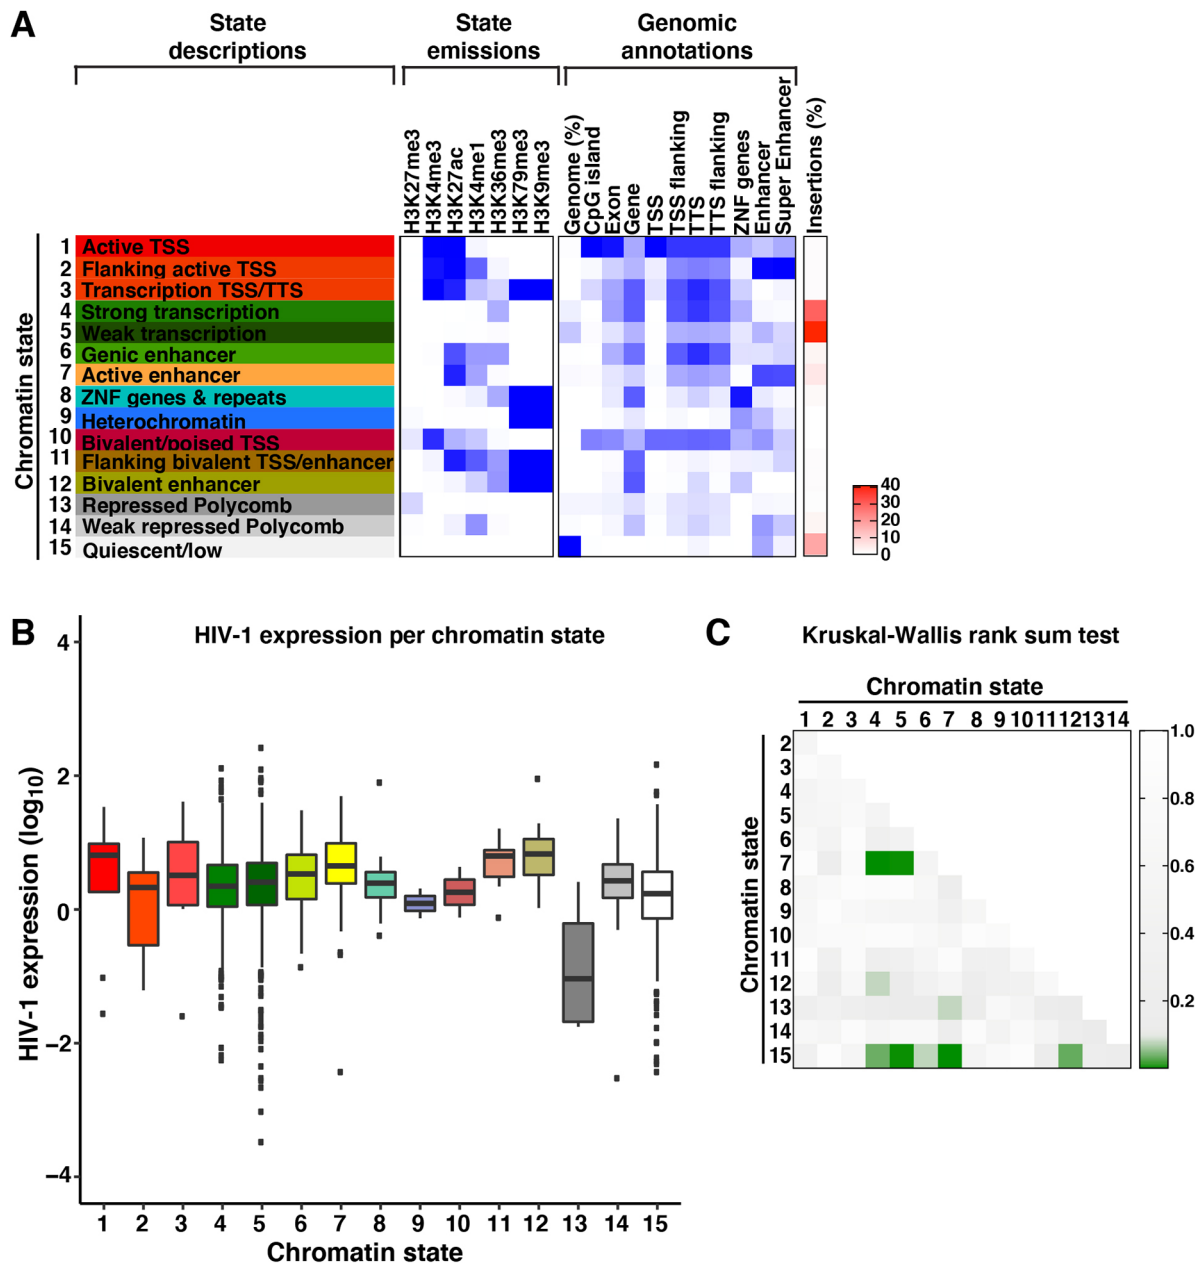 A
State
descriptions
State
emissions
Genomic
annotations
H3K27me3
H3K4me3
H3K27ac
H3K4me1
H3K36me3
H3K79me3
H3K9me3
Genome (%)
CpG island
Exon
Gene
TSS
TSS flanking
TTS
TTS flanking
ZNF genes
Enhancer
Super Enhancer
Insertions (%)
Chromatin state
1 Active TSS
2 Flanking active TSS
3 Transcription TSS/TTS
4 Strong transcription
5 Weak transcription
6 Genic enhancer
7 Active enhancer
8 ZNF genes & repeats
9 Heterochromatin
10 Bivalent/poised TSS
11 Flanking bivalent TSS/enhancer
12 Bivalent enhancer
13 Repressed Polycomb
14 Weak repressed Polycomb
15 Quiescent/low
40
30
20
10
0
B
HIV-1 expression per chromatin state
HIV-1 expression (log10)
4
2
0
−2
−4
1 2 3 4 5 6 7 8 9 10 11 12 13 14 15
Chromatin state
C
Kruskal-Wallis rank sum test
Chromatin state
1 2 3 4 5 6 7 8 9 10 11 12 13 14
Chromatin state
2
3
4
5
6
7
8
9
10
11
12
13
14
15
1.0
0.8
0.6
0.4
0.2